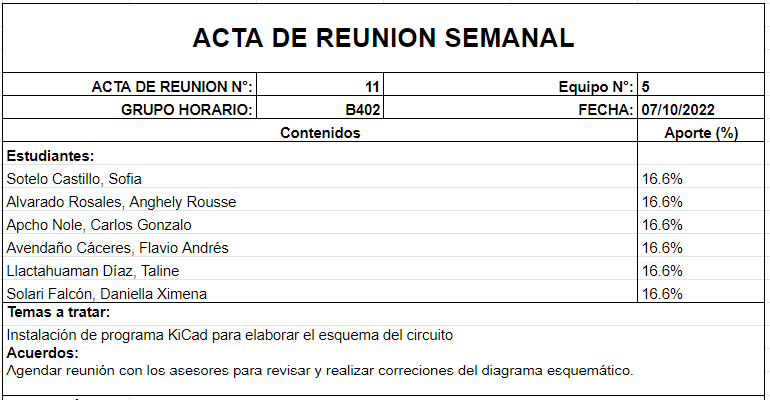 ACTA DE REUNION SEMANAL
ACTA DE REUNION N°: 11 Equipo N°: 5
GRUPO HORARIO: B402 FECHA: 07/10/2022
Contenidos Aporte (%)
Estudiantes:
Sotelo Castillo, Sofia 16.6%
Alvarado Rosales, Anghely Rousse 16.6%
Apcho Nole, Carlos Gonzalo 16.6%
Avendaño Cáceres, Flavio Andrés 16.6%
Llactahuaman Díaz, Taline 16.6%
Solari Falcón, Daniella Ximena 16.6%
Temas a tratar:
Instalación de programa KiCad para elaborar el esquema del circuito
Acuerdos:
Agendar reunión con los asesores para revisar y realizar correciones del diagrama esquemático.